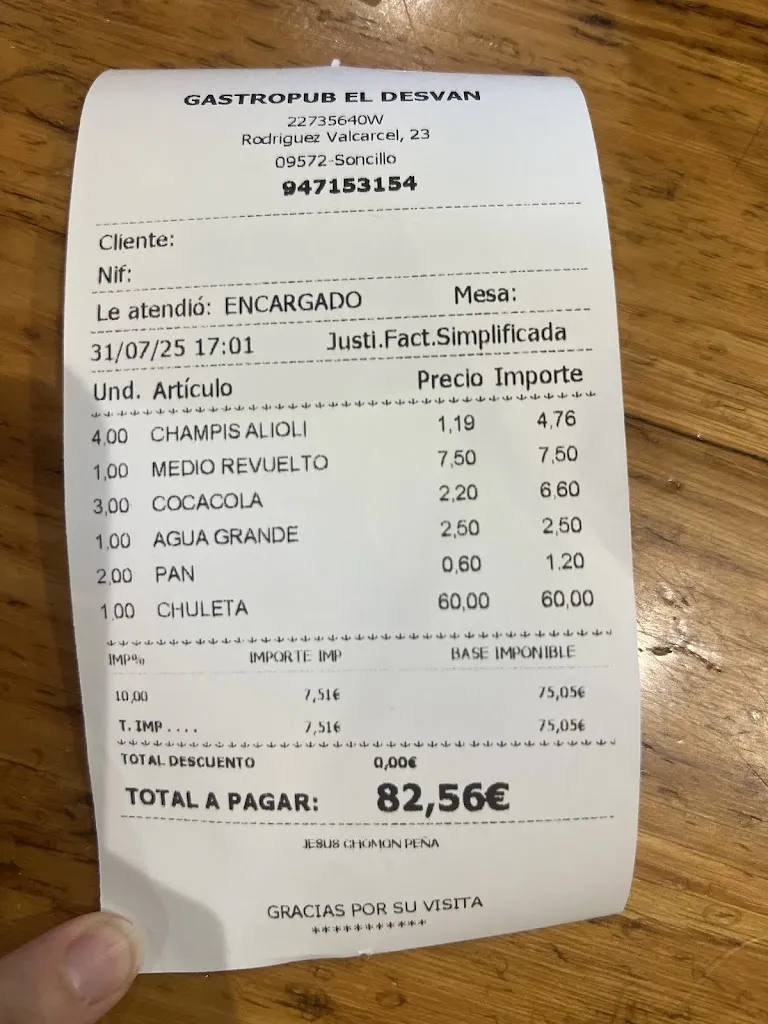 GASTROPUB EL DESVAN
22735640W
Rodriguez Valcarcel, 23
09572-Soncillo
947153154
Cliente:
Nif:
Le atendió: ENCARGADO Mesa:
31/07/25 17:01 Justi.Fact.Simplificada
Und. Artículo Precio Importe
4,00 CHAMPIS ALIOLI 1,19 4,76
1,00 MEDIO REVUELTO 7,50 7,50
3,00 COCACOLA 2,20 6,60
1,00 AGUA GRANDE 2,50 2,50
2,00 PAN 0,60 1,20
1,00 CHULETA 60,00 60,00
IMP% IMPORTE IMP BASE IMPONIBLE
10,00 7,51€ 75,05€
T. IMP .... 7,51€ 75,05€
TOTAL DESCUENTO 0,00€
TOTAL A PAGAR: 82,56€
JESUS CHOMON PEÑA
GRACIAS POR SU VISITA
***********